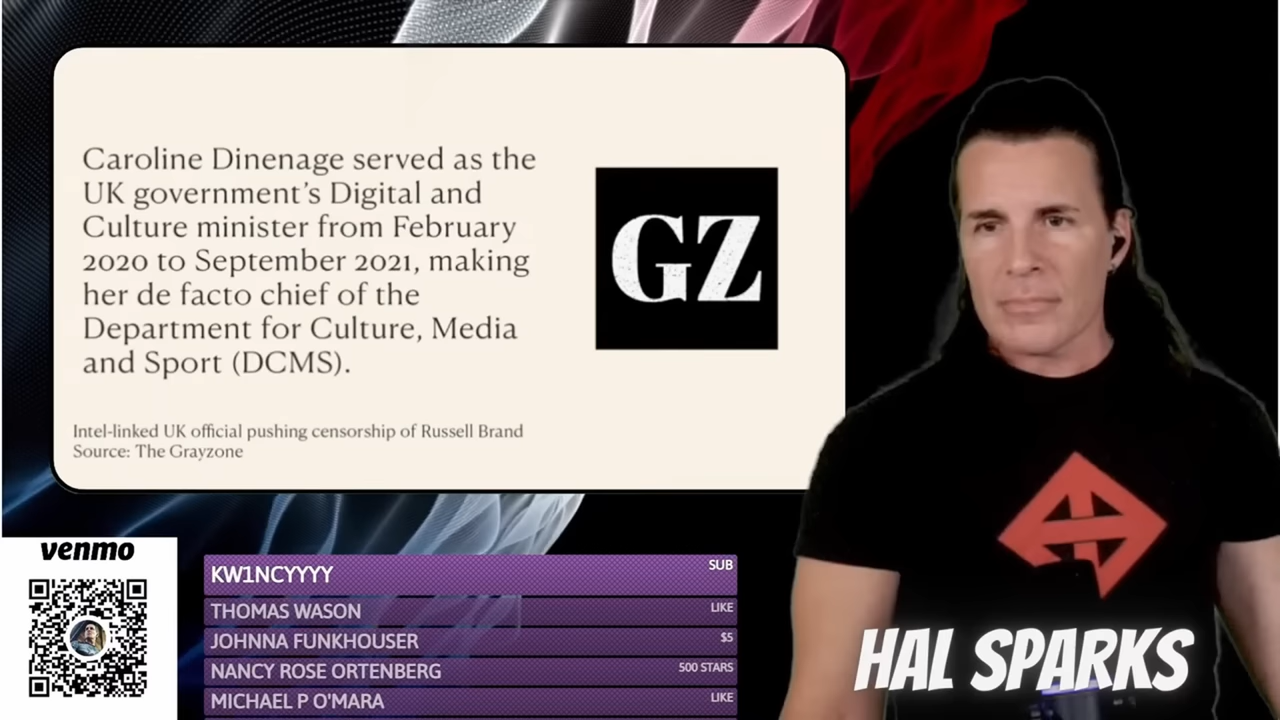 Caroline Dinenage served as the
UK government's Digital and
Culture minister from February
2020 to September 2021, making
her de facto chief of the
Department for Culture, Media
and Sport (DCMS).
GZ
Intel-linked UK official pushing censorship of Russell Brand
Source: The Grayzone
venmo
KW1NCYYYY SUB
THOMAS WASON LIKE
JOHNNA FUNKHOUSER $5
NANCY ROSE ORTENBERG 500 STARS
MICHAEL P O'MARA LIKE
HAL SPARKS